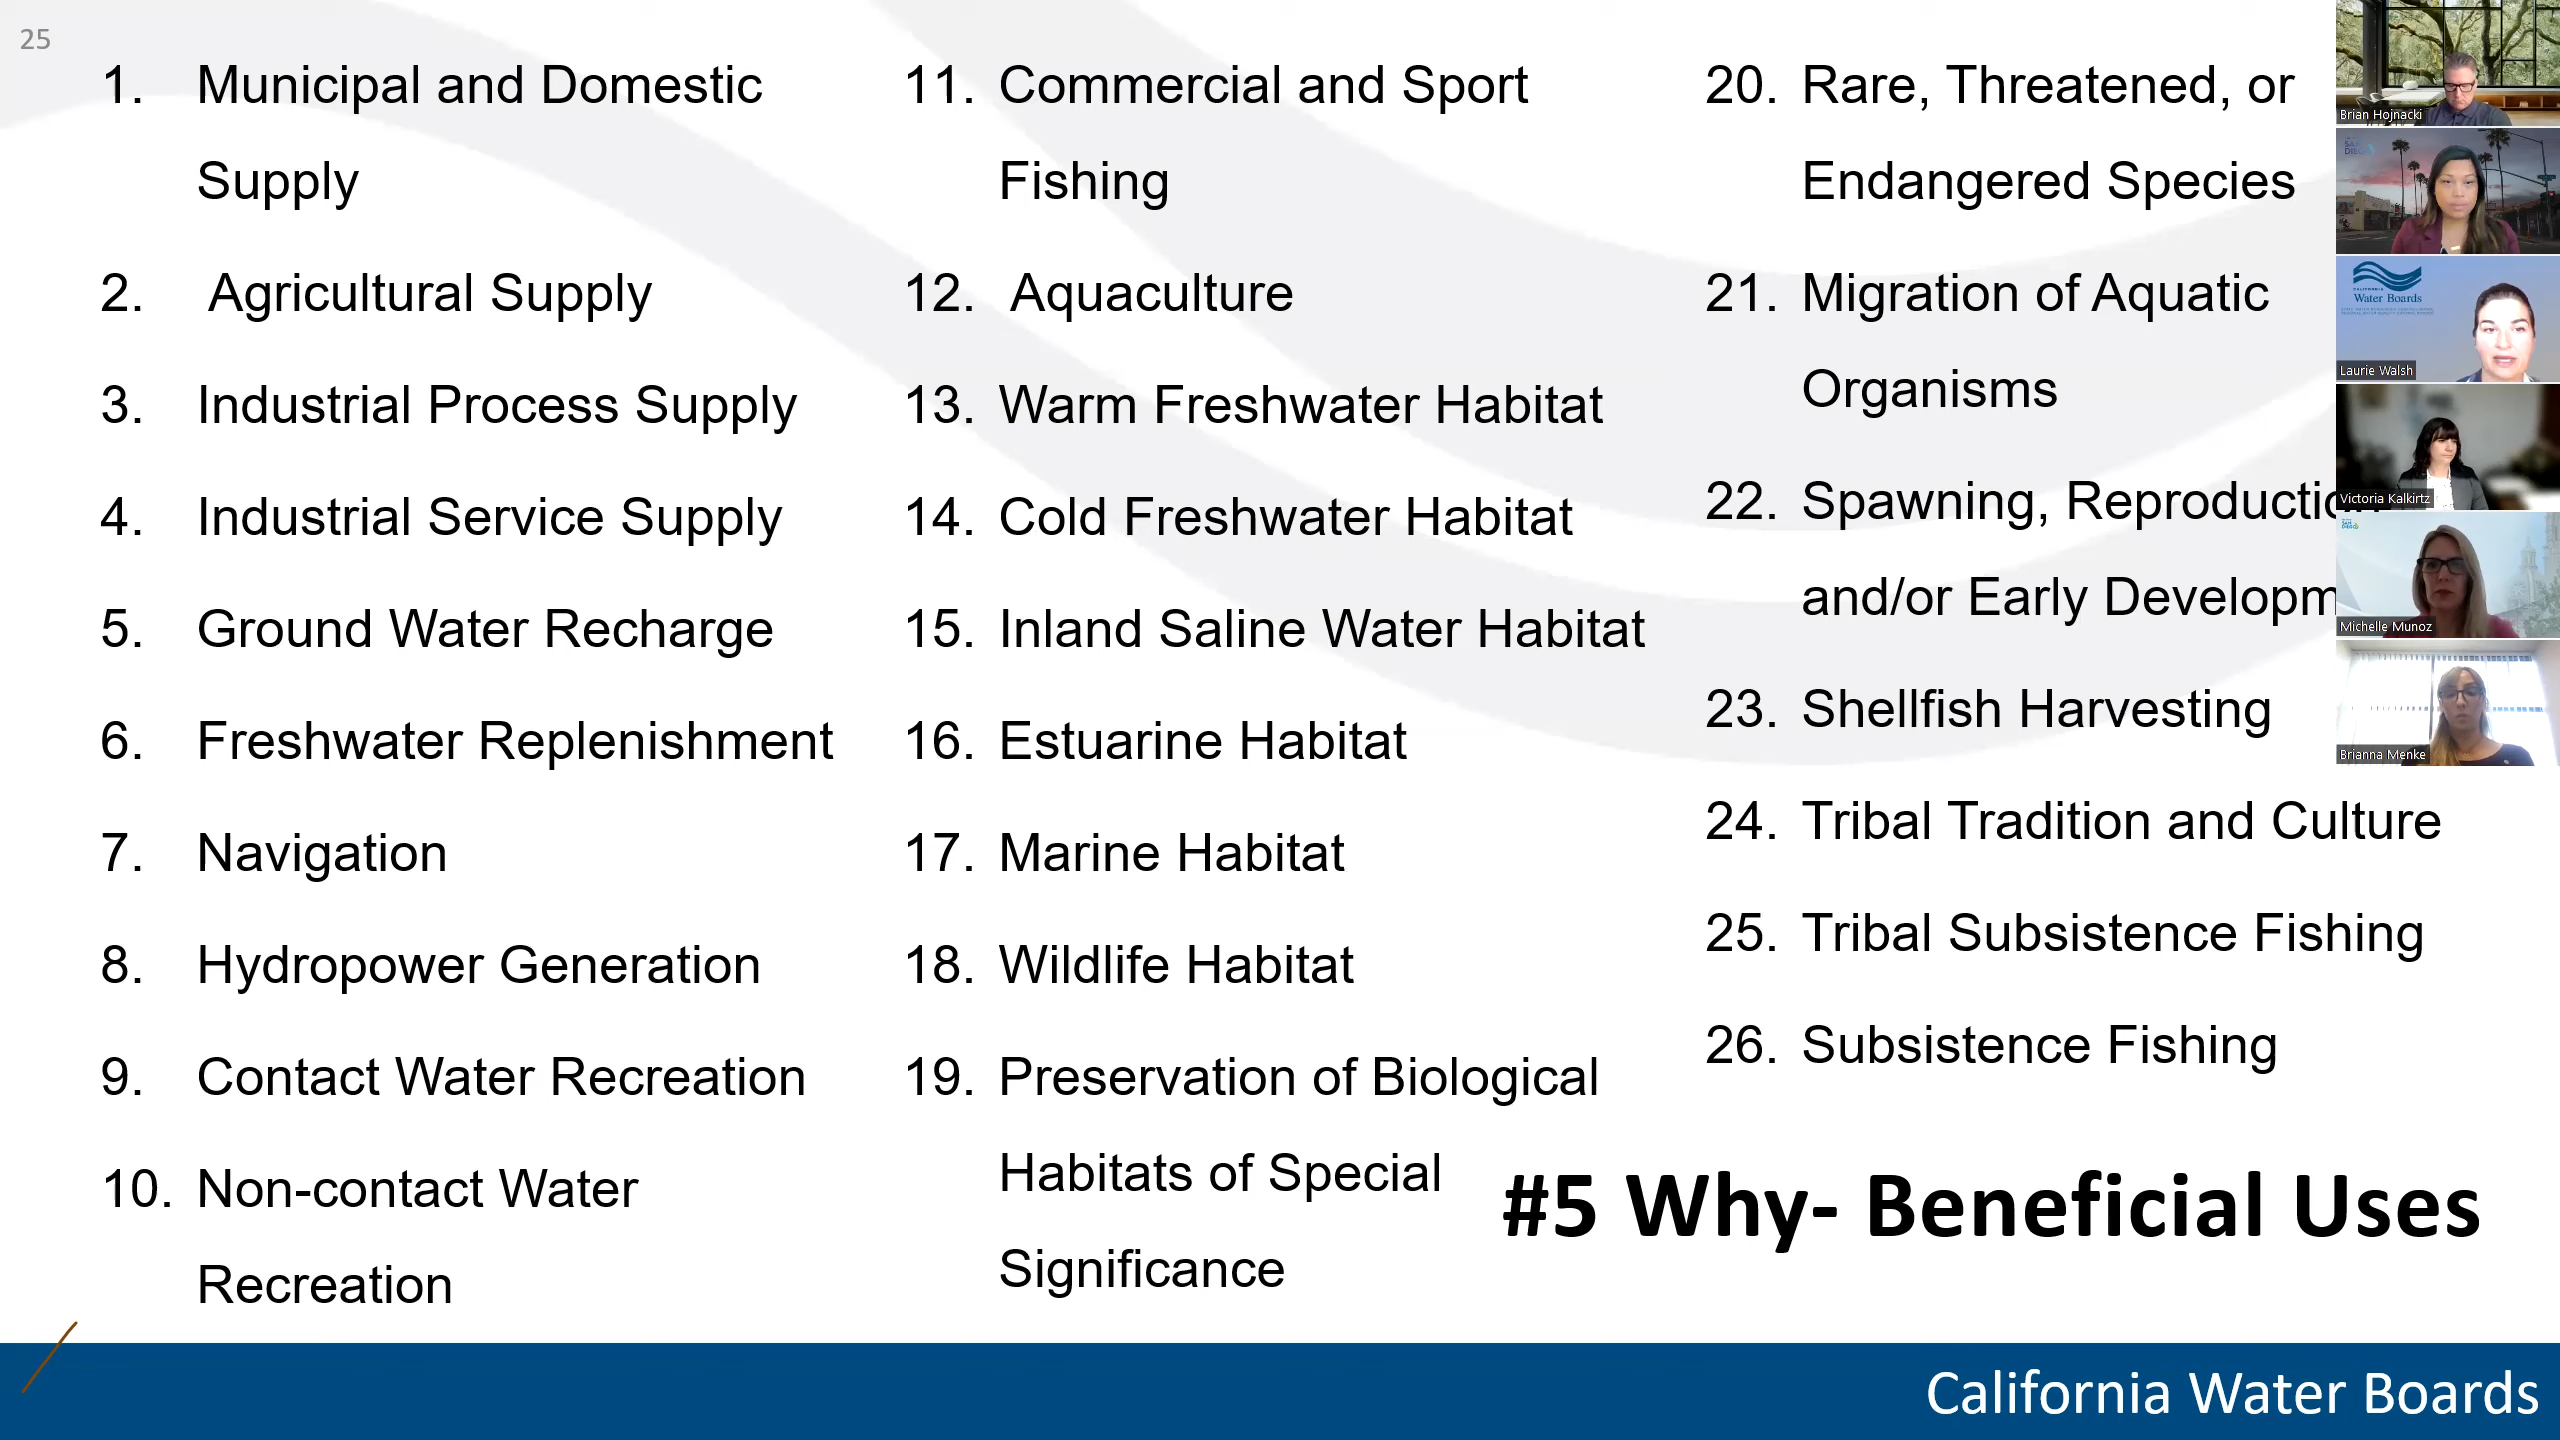 25
1. Municipal and Domestic
Supply
2. Agricultural Supply
3. Industrial Process Supply
4. Industrial Service Supply
5. Ground Water Recharge
6. Freshwater Replenishment
7. Navigation
8. Hydropower Generation
9. Contact Water Recreation
10. Non-contact Water
Recreation
11. Commercial and Sport
Fishing
12. Aquaculture
13. Warm Freshwater Habitat
14. Cold Freshwater Habitat
15. Inland Saline Water Habitat
16. Estuarine Habitat
17. Marine Habitat
18. Wildlife Habitat
19. Preservation of Biological
Habitats of Special
Significance
20. Rare, Threatened, or
Endangered Species
21. Migration of Aquatic
Organisms
22. Spawning, Reproduction
and/or Early Developm
23. Shellfish Harvesting
24. Tribal Tradition and Culture
25. Tribal Subsistence Fishing
26. Subsistence Fishing
#5 Why- Beneficial Uses
California Water Boards
Brian Hojnacki
SAN
DIEGO
CALIFORNIA
Water Boards
Laurie Walsh
Victoria Kalkirtz
SAN
DIEGO
Michelle Munoz
Brianna Menke